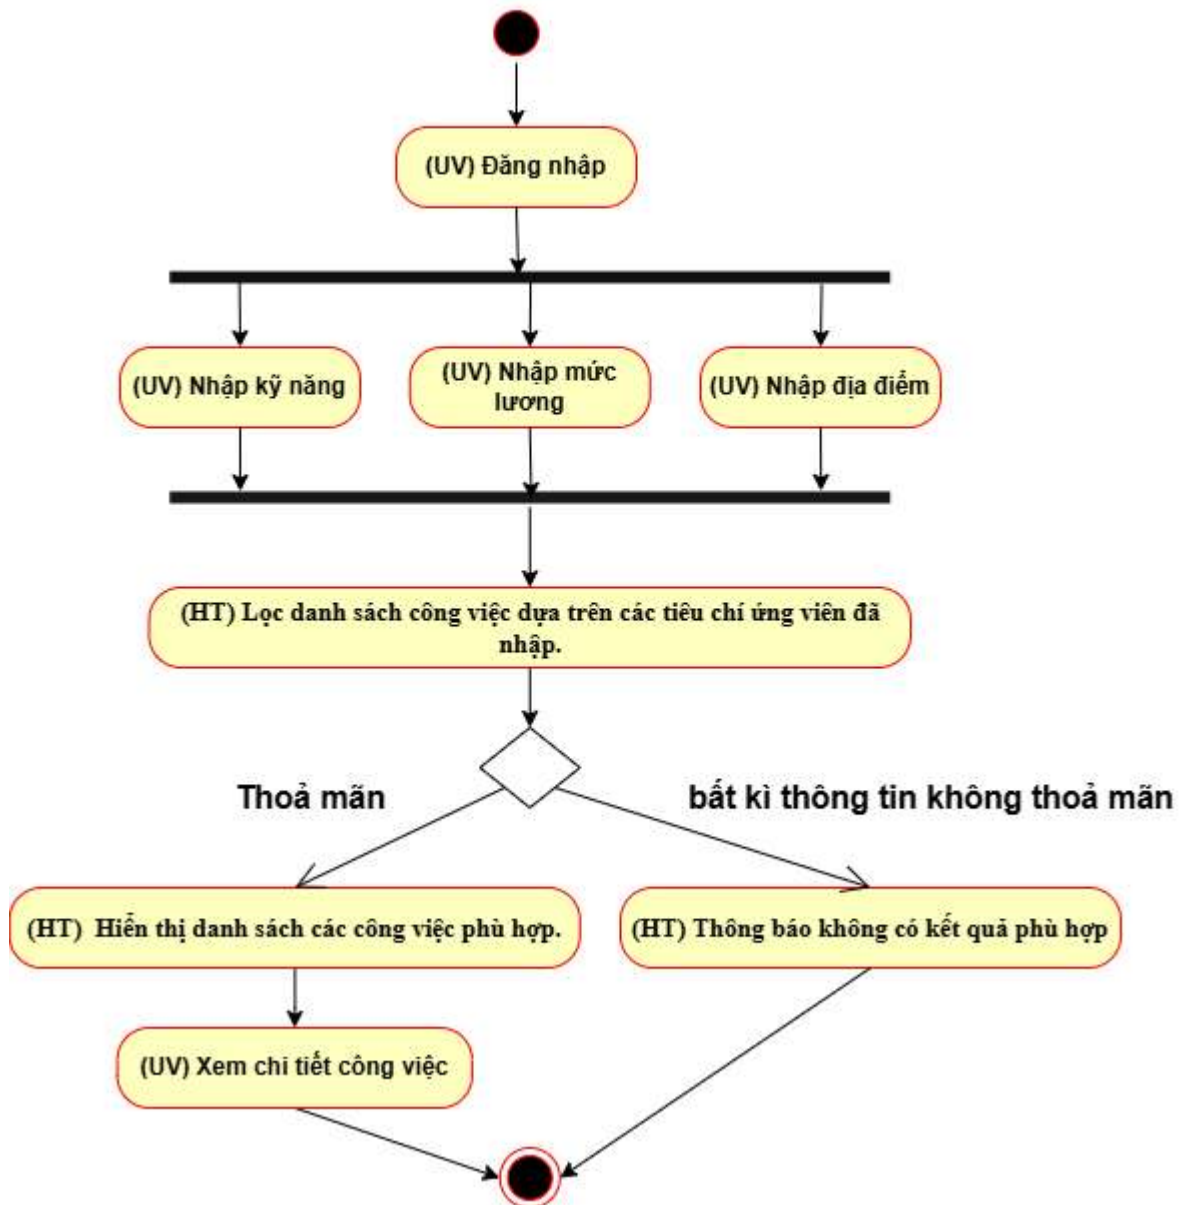 (UV) Đăng nhập
(UV) Nhập kỹ năng
(UV) Nhập mức
lương
(UV) Nhập địa điểm
(HT) Lọc danh sách công việc dựa trên các tiêu chí ứng viên đã
nhập.
Thoả mãn
bất kì thông tin không thoả mãn
(HT) Hiển thị danh sách các công việc phù hợp.
(HT) Thông báo không có kết quả phù hợp
(UV) Xem chi tiết công việc